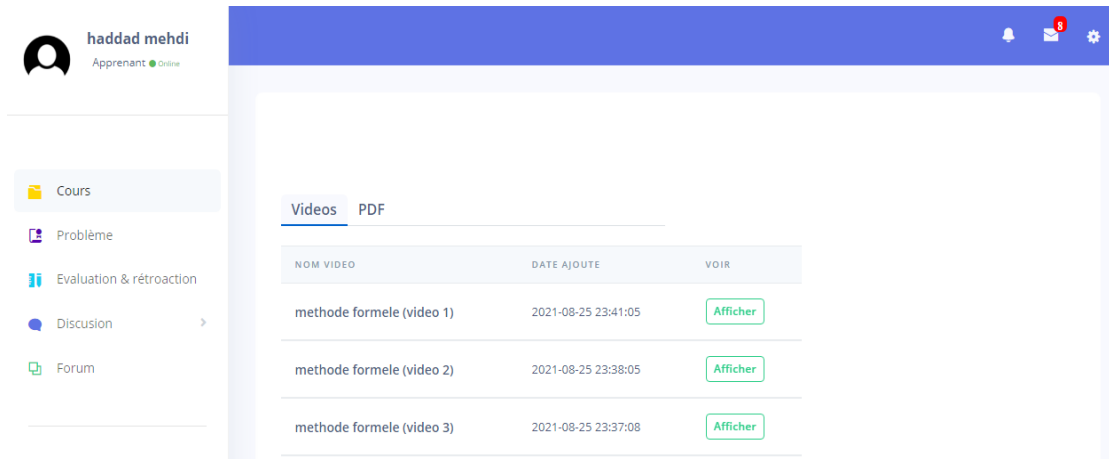 haddad mehdi
Apprenant Online
8
Cours
Problème
Evaluation & rétroaction
Discusion
Forum
Videos PDF
NOM VIDEO DATE AJOUTE VOIR
methode formele (video 1) 2021-08-25 23:41:05 Afficher
methode formele (video 2) 2021-08-25 23:38:05 Afficher
methode formele (video 3) 2021-08-25 23:37:08 Afficher